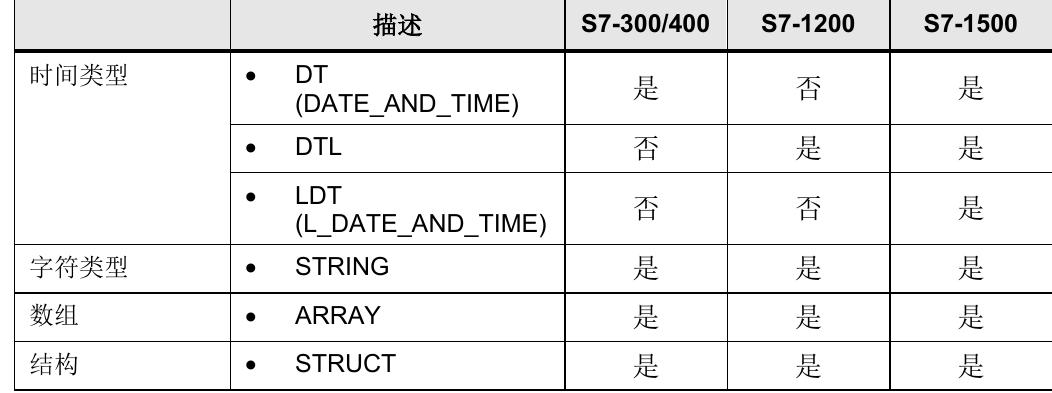 描述 S7-300/400 S7-1200 S7-1500
时间类型 • DT
(DATE_AND_TIME) 是 否 是
• DTL 否 是 是
• LDT
(L_DATE_AND_TIME) 否 否 是
字符类型 • STRING 是 是 是
数组 • ARRAY 是 是 是
结构 • STRUCT 是 是 是